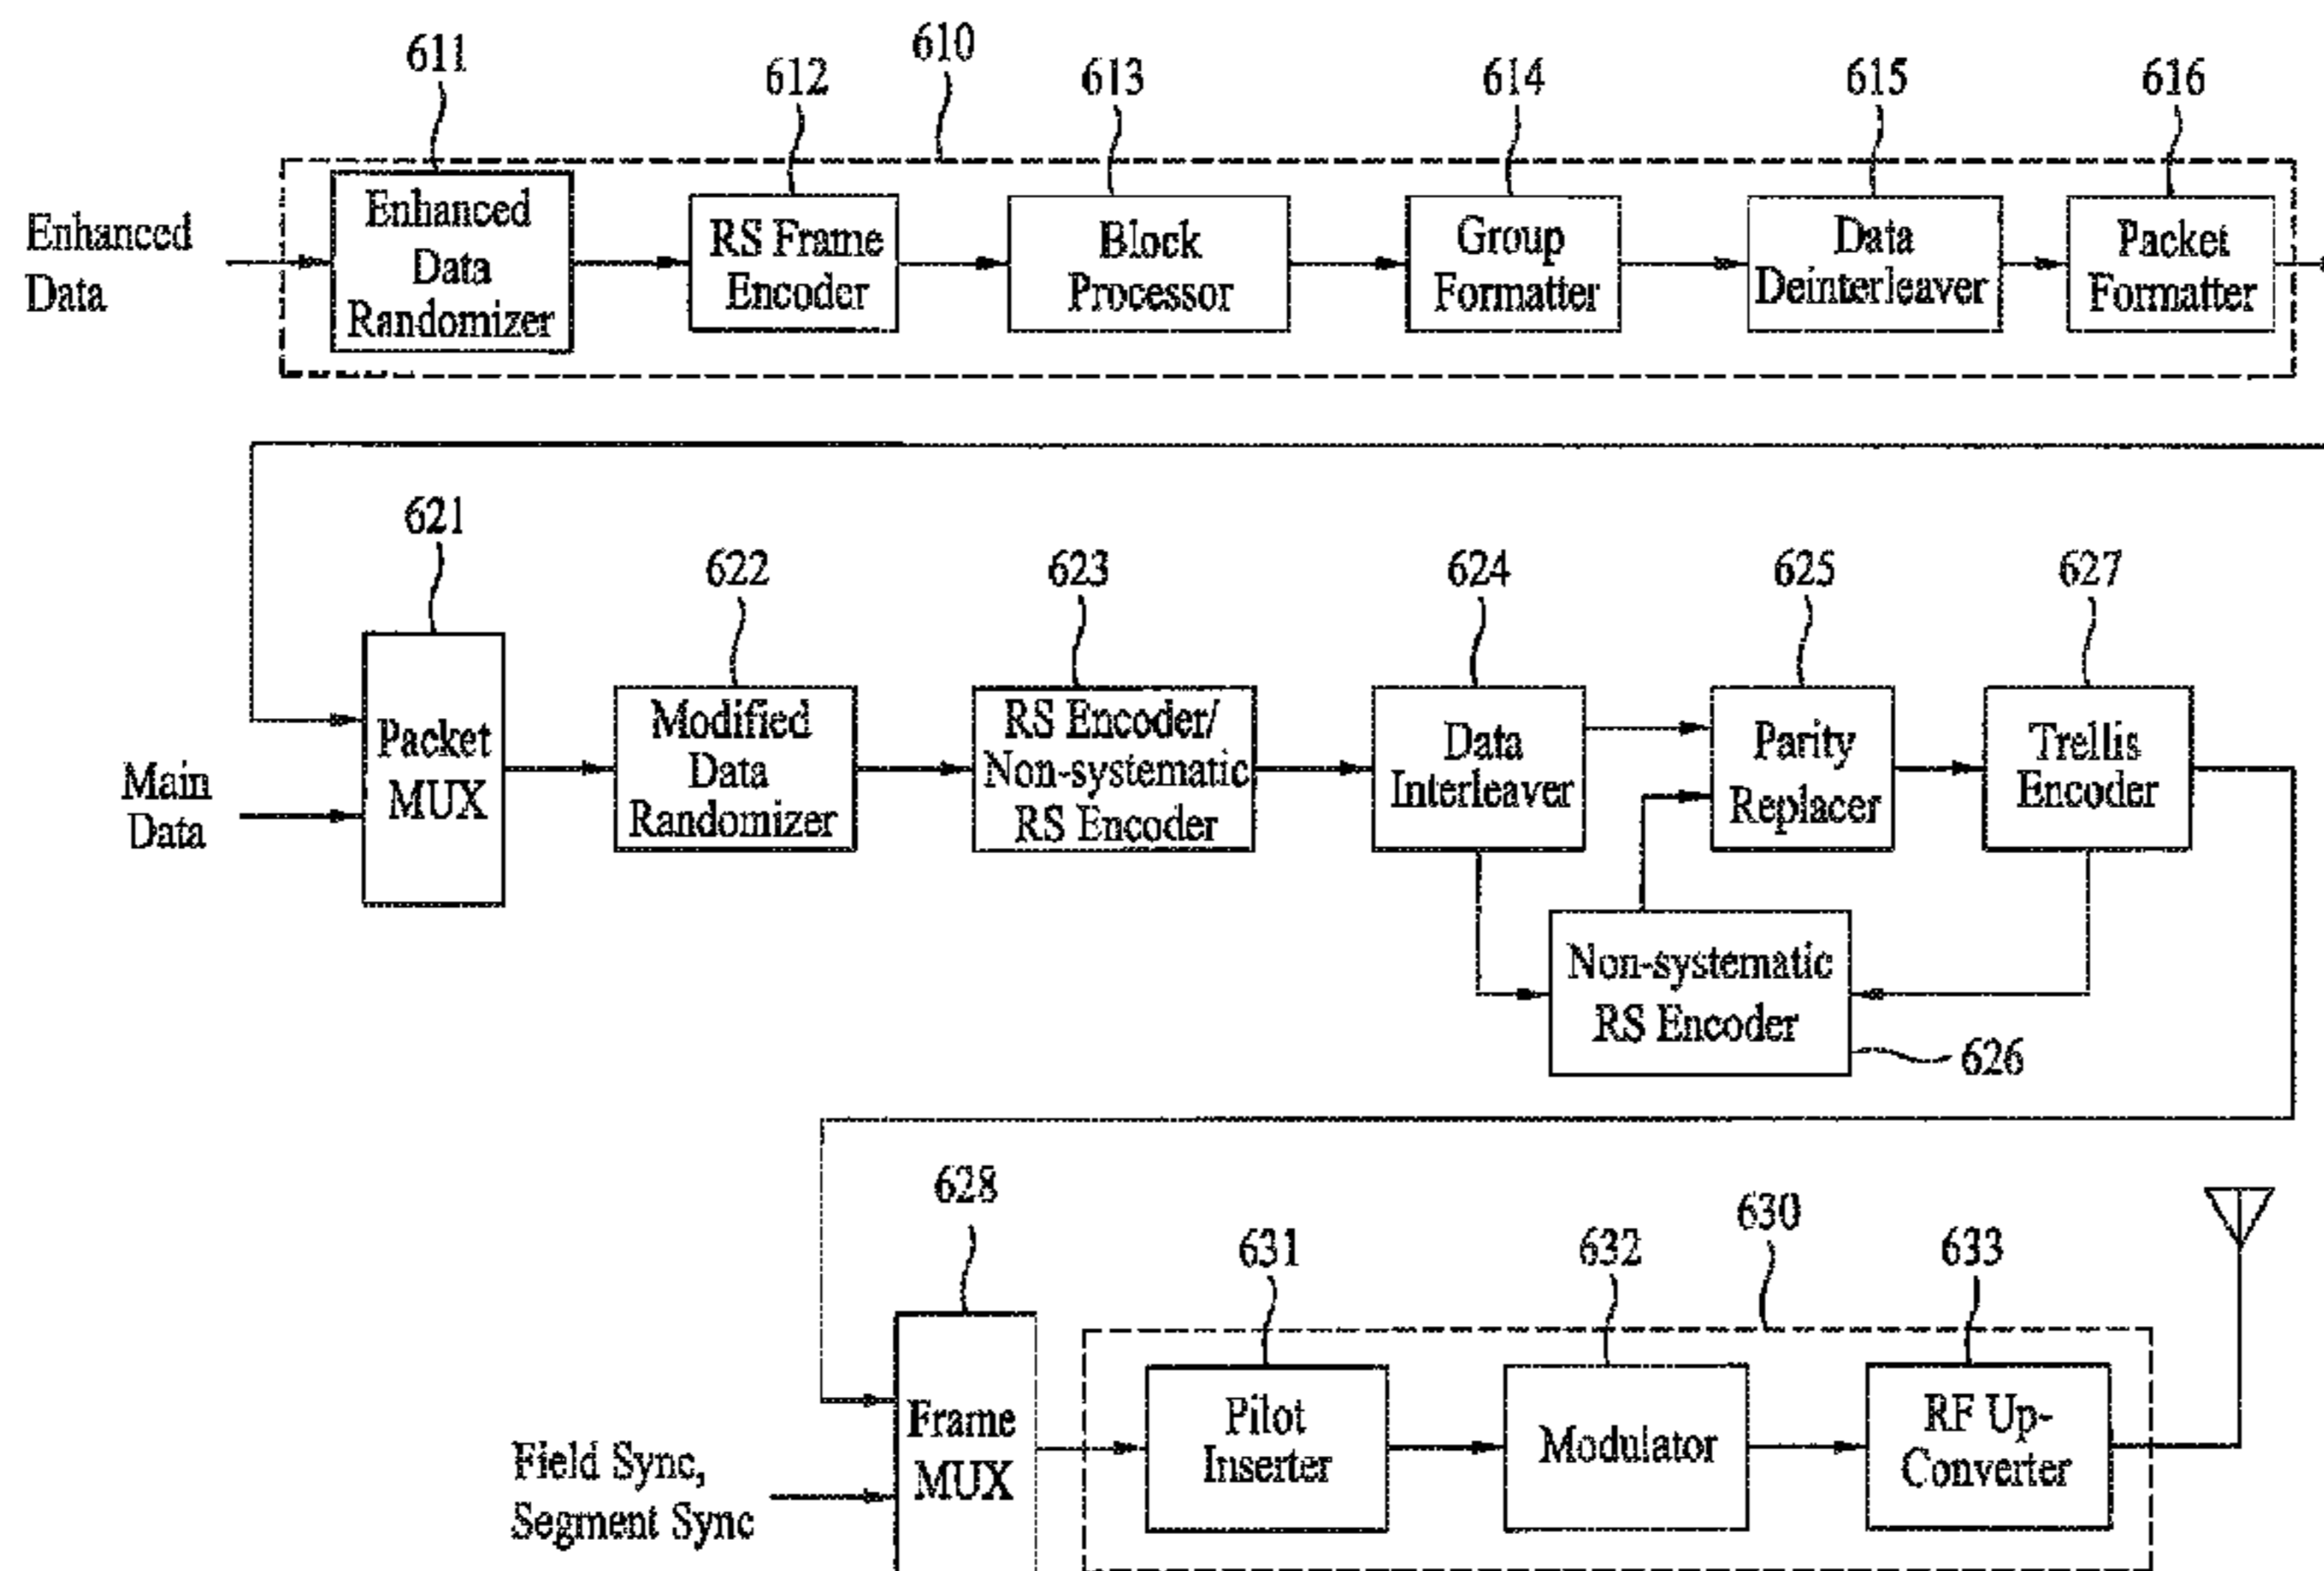 611
612
610
613
614
615
616
Enhanced
Data
Enhanced
Data
Randomizer
RS Frame
Encoder
Block
Processor
Group
Formatter
Data
Deinterleaver
Packet
Formatter
621
622
623
624
625
627
Main
Data
Packet
MUX
Modified
Data
Randomizer
RS Encoder/
Non-systematic
RS Encoder
Data
Interleaver
Parity
Replacer
Trellis
Encoder
Non-systematic
RS Encoder
626
628
631
632
630
633
Field Sync,
Segment Sync
Frame
MUX
Pilot
Inserter
Modulator
RF Up-
Converter